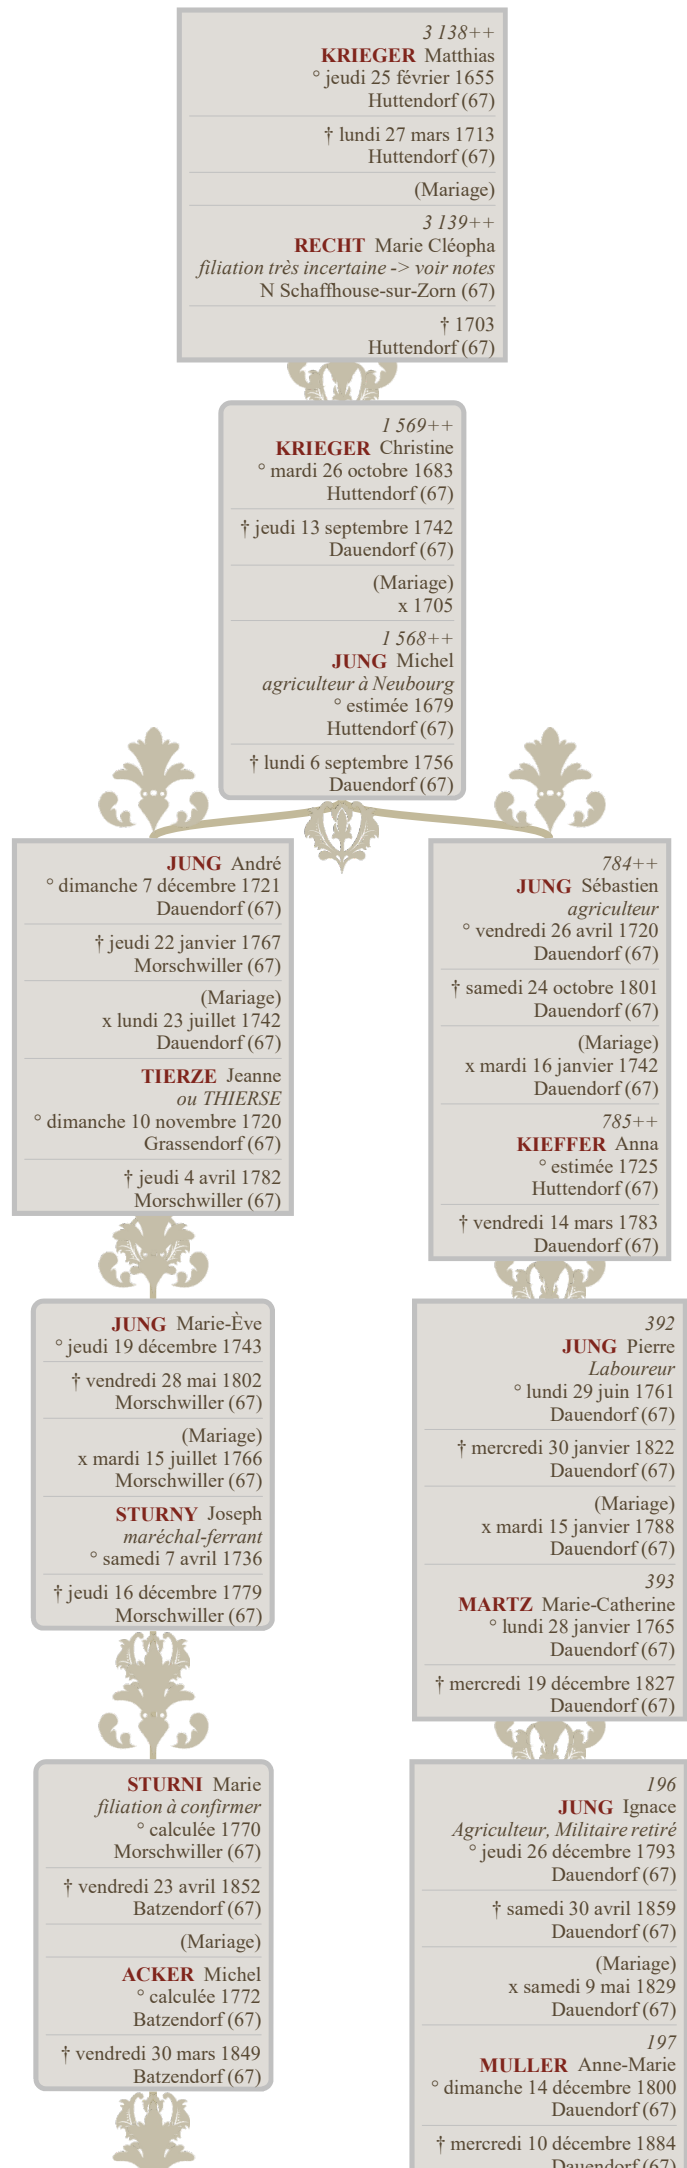 3 138++
KRIEGER Matthias
° jeudi 25 février 1655
Huttendorf (67)
† lundi 27 mars 1713
Huttendorf (67)
(Mariage)
3 139++
RECHT Marie Cléopha
filiation très incertaine -> voir notes
N Schaffhouse-sur-Zorn (67)
† 1703
Huttendorf (67)
1 569++
KRIEGER Christine
° mardi 26 octobre 1683
Huttendorf (67)
† jeudi 13 septembre 1742
Dauendorf (67)
(Mariage)
x 1705
1 568++
JUNG Michel
agriculteur à Neubourg
° estimée 1679
Huttendorf (67)
† lundi 6 septembre 1756
Dauendorf (67)
JUNG André
° dimanche 7 décembre 1721
Dauendorf (67)
† jeudi 22 janvier 1767
Morschwiller (67)
(Mariage)
x lundi 23 juillet 1742
Dauendorf (67)
TIERZE Jeanne
ou THIERSE
° dimanche 10 novembre 1720
Grassendorf (67)
† jeudi 4 avril 1782
Morschwiller (67)
784++
JUNG Sébastien
agriculteur
° vendredi 26 avril 1720
Dauendorf (67)
† samedi 24 octobre 1801
Dauendorf (67)
(Mariage)
x mardi 16 janvier 1742
Dauendorf (67)
785++
KIEFFER Anna
° estimée 1725
Huttendorf (67)
† vendredi 14 mars 1783
Dauendorf (67)
JUNG Marie-Ève
° jeudi 19 décembre 1743
† vendredi 28 mai 1802
Morschwiller (67)
(Mariage)
x mardi 15 juillet 1766
Morschwiller (67)
STURNY Joseph
maréchal-ferrant
° samedi 7 avril 1736
† jeudi 16 décembre 1779
Morschwiller (67)
392
JUNG Pierre
Laboureur
° lundi 29 juin 1761
Dauendorf (67)
† mercredi 30 janvier 1822
Dauendorf (67)
(Mariage)
x mardi 15 janvier 1788
Dauendorf (67)
393
MARTZ Marie-Catherine
° lundi 28 janvier 1765
Dauendorf (67)
† mercredi 19 décembre 1827
Dauendorf (67)
STURNI Marie
filiation à confirmer
° calculée 1770
Morschwiller (67)
† vendredi 23 avril 1852
Batzendorf (67)
(Mariage)
ACKER Michel
° calculée 1772
Batzendorf (67)
† vendredi 30 mars 1849
Batzendorf (67)
196
JUNG Ignace
Agriculteur, Militaire retiré
° jeudi 26 décembre 1793
Dauendorf (67)
† samedi 30 avril 1859
Dauendorf (67)
(Mariage)
x samedi 9 mai 1829
Dauendorf (67)
197
MULLER Anne-Marie
° dimanche 14 décembre 1800
Dauendorf (67)
† mercredi 10 décembre 1884
Dauendorf (67)